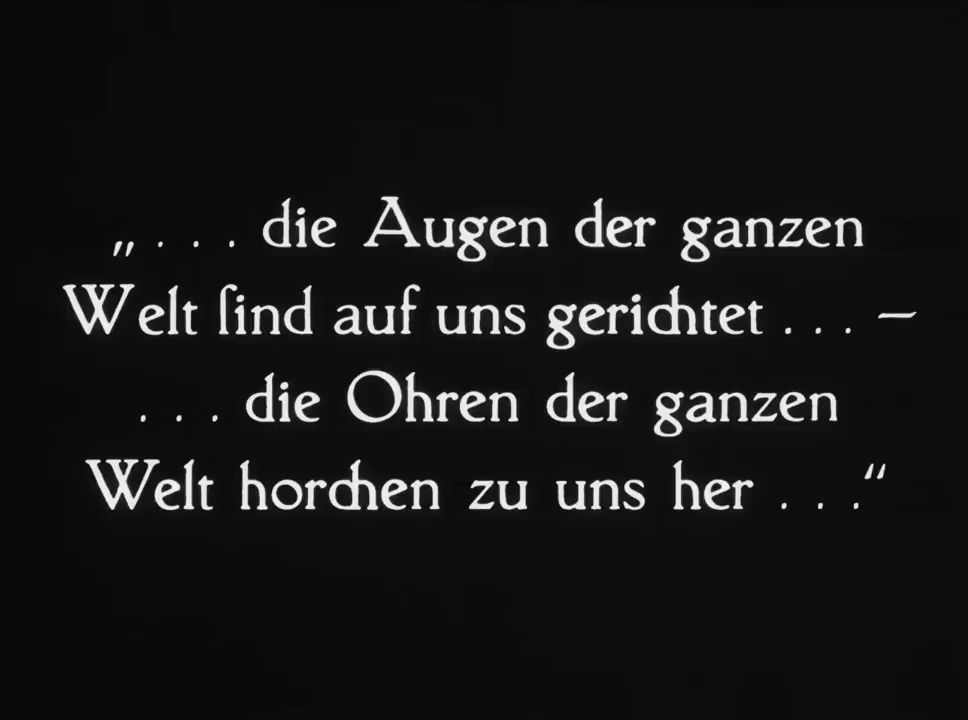 „ . . . die Augen der ganzen
Welt ſind auf uns gerichtet . . . –
. . . die Ohren der ganzen
Welt horchen zu uns her . . .“